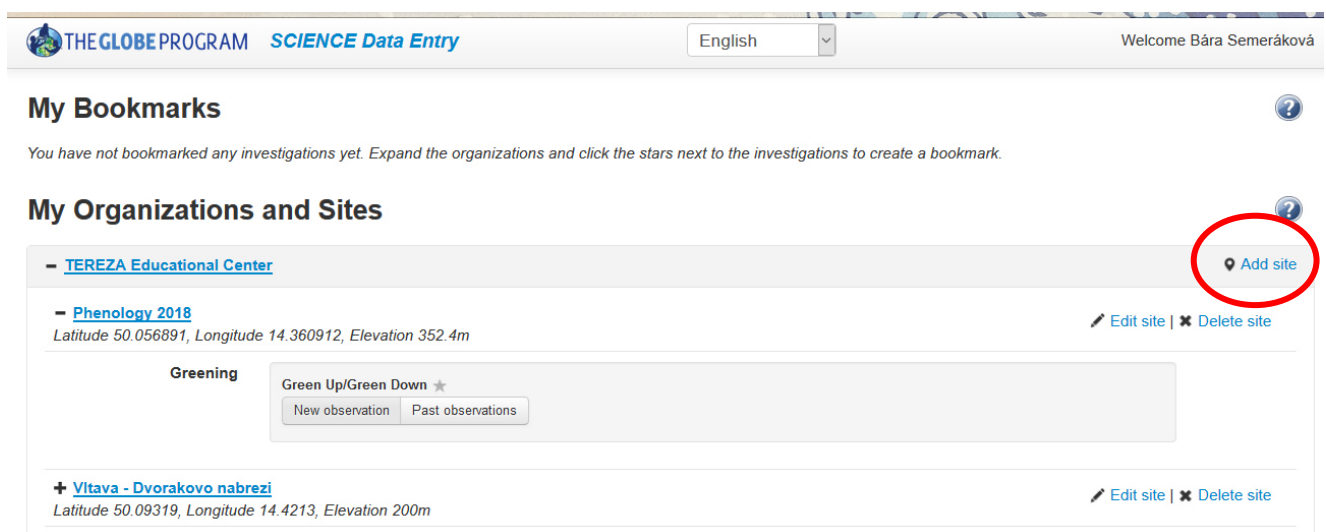 THE GLOBE PROGRAM SCIENCE Data Entry English Welcome Bára Semeráková
My Bookmarks
You have not bookmarked any investigations yet. Expand the organizations and click the stars next to the investigations to create a bookmark.
My Organizations and Sites
TEREZA Educational Center Add site
Phenology 2018 Edit site | Delete site
Latitude 50.056891, Longitude 14.360912, Elevation 352.4m
Greening
Green Up/Green Down
New observation Past observations
Vltava - Dvorakovo nabrezi Edit site | Delete site
Latitude 50.09319, Longitude 14.4213, Elevation 200m